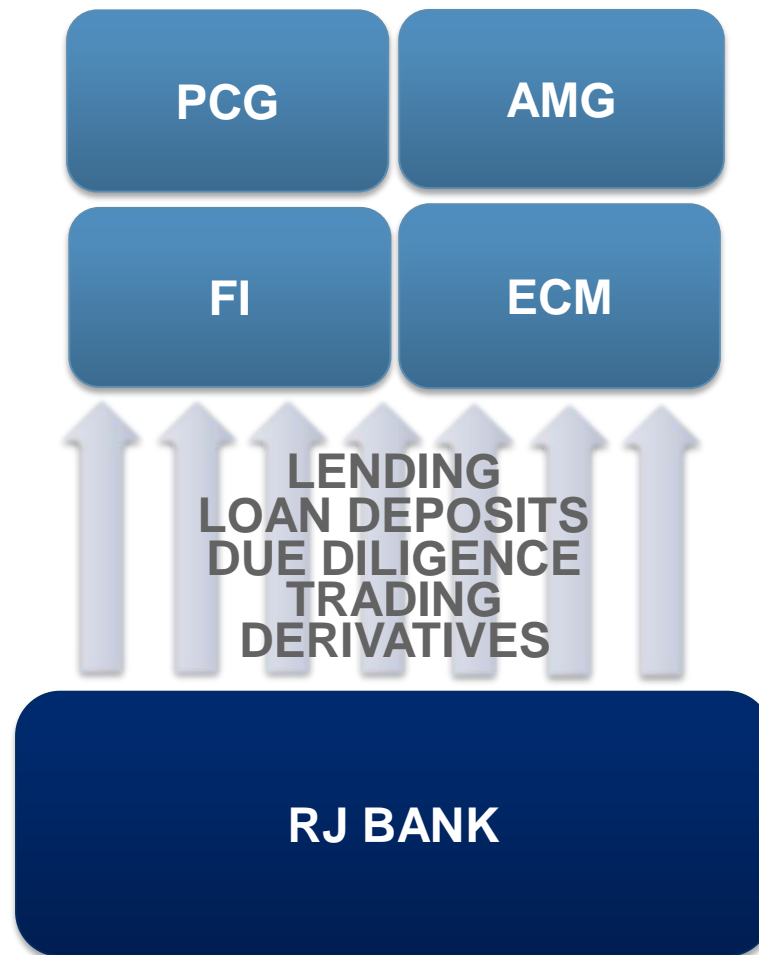 PCG
AMG
FI
ECM
LENDING
LOAN DEPOSITS
DUE DILIGENCE
TRADING
DERIVATIVES
RJ BANK